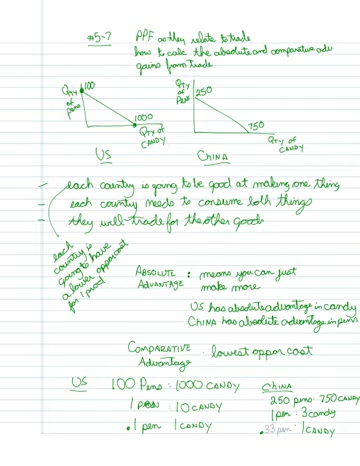 #5-7 PPF as they relate to trade
how to calc the absolute and comparative adv
gains from trade
QTY of pens 100
1000
QTY of CANDY
US
QTY of PENS 250
750
QTY of CANDY
CHINA
- each country is going to be good at making one thing
- each country needs to consume both things
- they will trade for the other goods
each country is going to have a lower oppor cost for 1 prod
ABSOLUTE ADVANTAGE : means you can just make more
US has absolute advantage in candy
CHINA has absolute advantage in pens
COMPARATIVE Advantage : lowest oppor cost
US 100 Pens : 1000 CANDY
1 pen : 10 CANDY
.1 pen 1 CANDY
CHINA
250 pens : 750 CANDY
1 pen : 3 candy
.33 pen : 1 CANDY